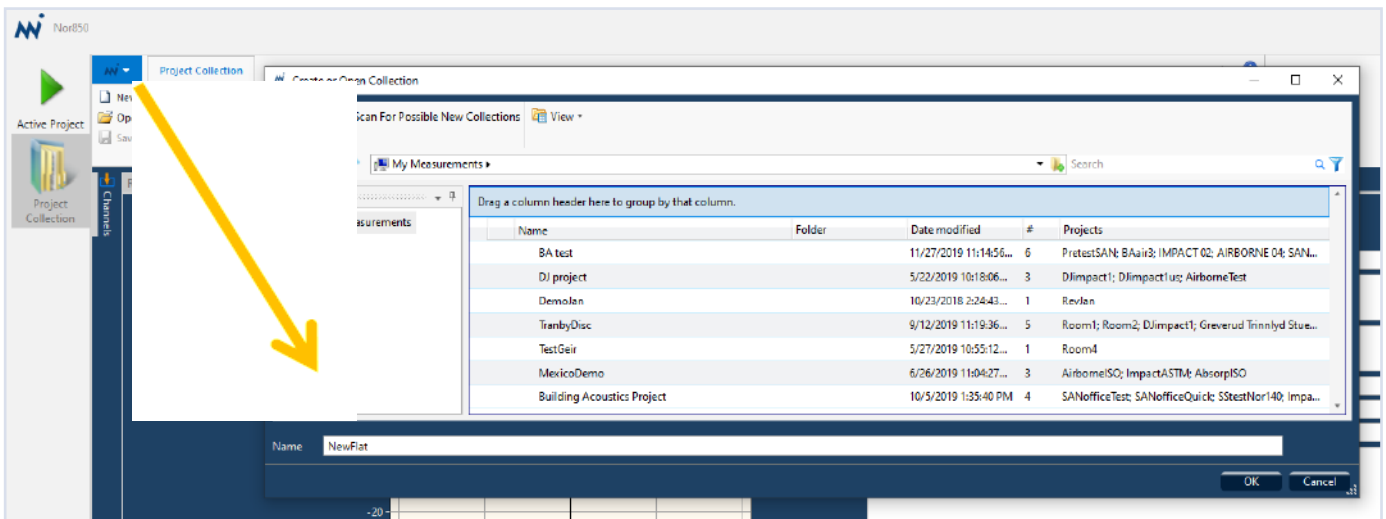 Nor850
Project Collection
Create or Open Collection
New
Active Project
Scan For Possible New Collections View
My Measurements
Search
Project
Collection
Channels
Drag a column header here to group by that column.
Name Folder Date modified # Projects
BA test 11/27/2019 11:14:56... 6 PretestSAN; BAair3; IMPACT 02; AIRBORNE 04; SAN...
DJ project 5/22/2019 10:18:06... 3 DJimpact1; DJimpact1us; AirborneTest
DemoJan 10/23/2018 2:24:43... 1 RevJan
TranbyDisc 9/12/2019 11:19:36... 5 Room1; Room2; DJimpact1; Greverud Trinnlyd Stue...
TestGeir 5/27/2019 10:55:12... 1 Room4
MexicoDemo 6/26/2019 11:04:27... 3 AirborneISO; ImpactASTM; AbsorpISO
Building Acoustics Project 10/5/2019 1:35:40 PM 4 SANofficeTest; SANofficeQuick; SStestNor140; Impa...
Name NewFlat
OK Cancel
-20